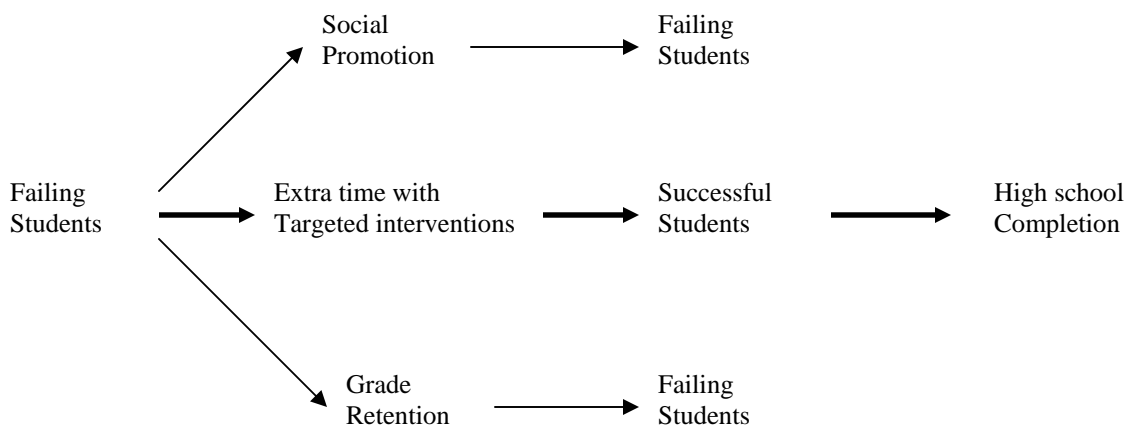 Social
Promotion
Failing
Students
Failing
Students
Extra time with
Targeted interventions
Successful
Students
High school
Completion
Grade
Retention
Failing
Students